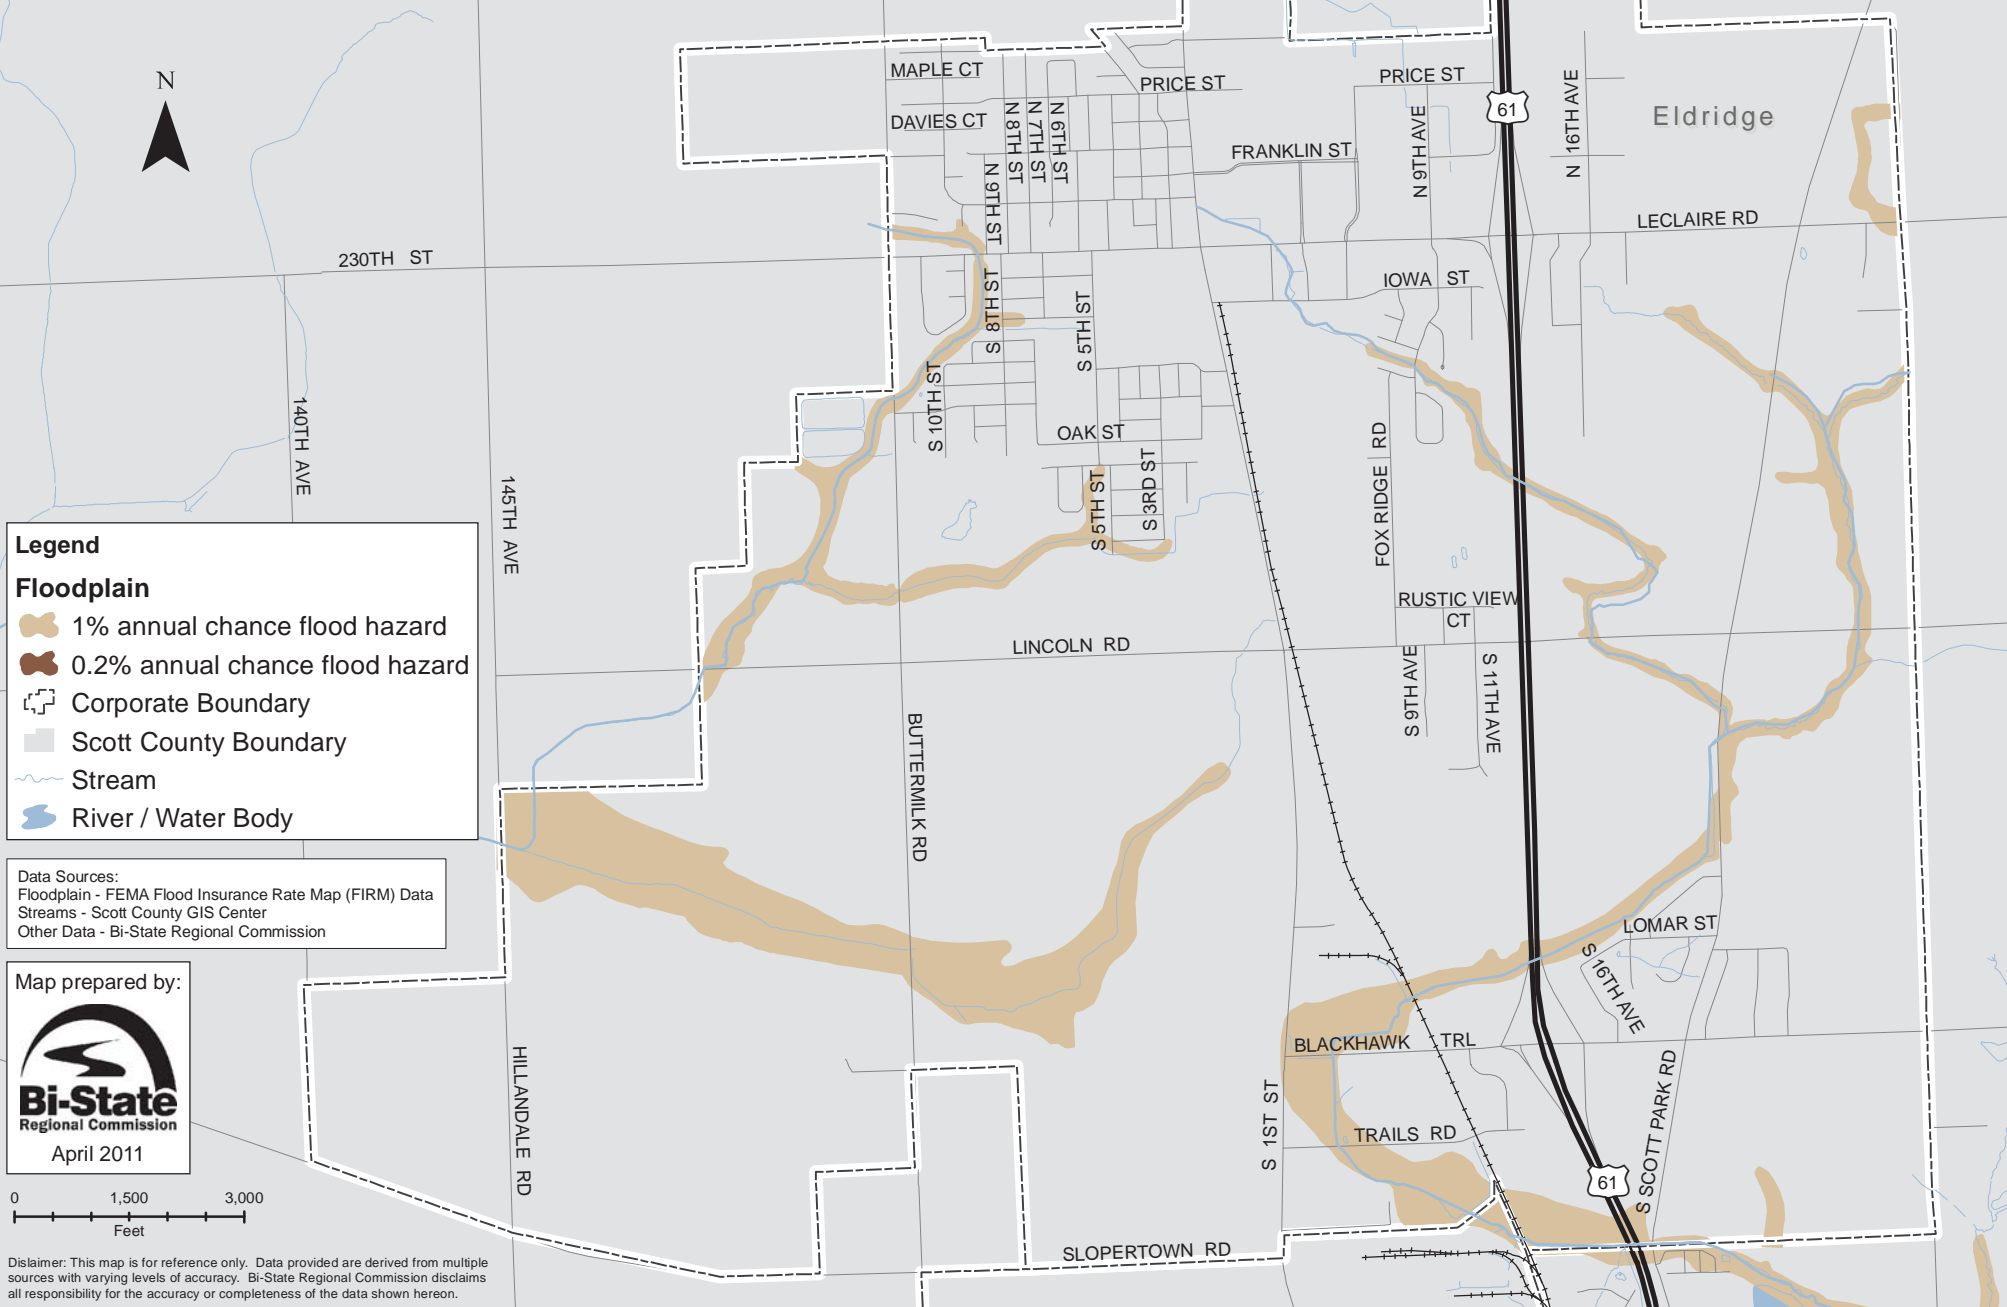 N
MAPLE CT
PRICE ST
PRICE ST
61
N 16TH AVE
Eldridge
DAVIES CT
N 8TH ST
N 7TH ST
N 6TH ST
N 9TH AVE
FRANKLIN ST
N 9TH ST
LECLAIRE RD
230TH ST
S 8TH ST
S 5TH ST
IOWA ST
140TH AVE
S 10TH ST
OAK ST
FOX RIDGE RD
145TH AVE
S 5TH ST
S 3RD ST
RUSTIC VIEW
CT
LINCOLN RD
S 9TH AVE
S 11TH AVE
BUTTERMILK RD
Legend
Floodplain
1% annual chance flood hazard
0.2% annual chance flood hazard
Corporate Boundary
Scott County Boundary
Stream
River / Water Body
Data Sources:
Floodplain - FEMA Flood Insurance Rate Map (FIRM) Data
Streams - Scott County GIS Center
Other Data - Bi-State Regional Commission
LOMAR ST
S 16TH AVE
BLACKHAWK TRL
HILLANDALE RD
S 1ST ST
TRAILS RD
S SCOTT PARK RD
61
SLOPERTOWN RD
Map prepared by:
Bi-State
Regional Commission
April 2011
0 1,500 3,000
Feet
Dislaimer: This map is for reference only. Data provided are derived from multiple
sources with varying levels of accuracy. Bi-State Regional Commission disclaims
all responsibility for the accuracy or completeness of the data shown hereon.